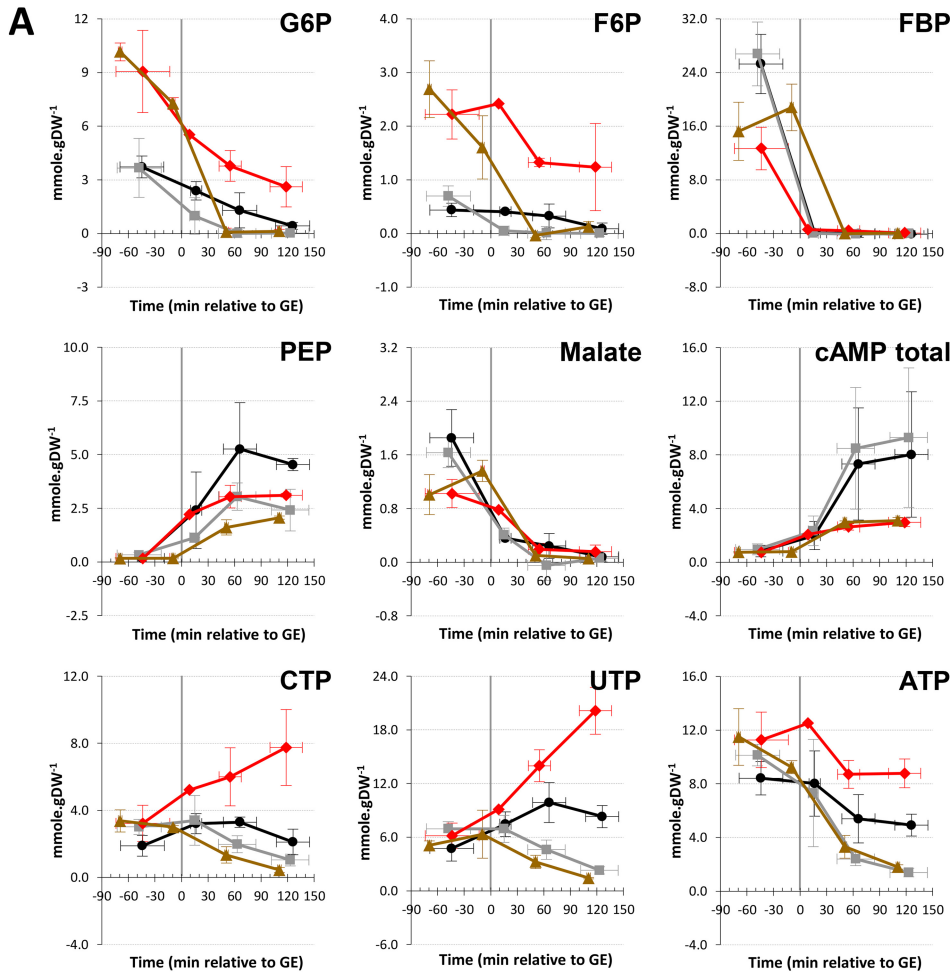 A
G6P
F6P
FBP
12
9
6
3
0
-3
-90 -60 -30 0 30 60 90 120 150
mmole.gDW⁻¹
Time (min relative to GE)
4.0
3.0
2.0
1.0
0.0
-1.0
-90 -60 -30 0 30 60 90 120 150
mmole.gDW⁻¹
Time (min relative to GE)
32.0
24.0
16.0
8.0
0.0
-8.0
-90 -60 -30 0 30 60 90 120 150
mmole.gDW⁻¹
Time (min relative to GE)
PEP
Malate
cAMP total
10.0
7.5
5.0
2.5
0.0
-2.5
-90 -60 -30 0 30 60 90 120 150
mmole.gDW⁻¹
Time (min relative to GE)
3.2
2.4
1.6
0.8
0.0
-0.8
-90 -60 -30 0 30 60 90 120 150
mmole.gDW⁻¹
Time (min relative to GE)
16.0
12.0
8.0
4.0
0.0
-4.0
-90 -60 -30 0 30 60 90 120 150
mmole.gDW⁻¹
Time (min relative to GE)
CTP
UTP
ATP
12.0
8.0
4.0
0.0
-4.0
-90 -60 -30 0 30 60 90 120 150
mmole.gDW⁻¹
Time (min relative to GE)
24.0
18.0
12.0
6.0
0.0
-6.0
-90 -60 -30 0 30 60 90 120 150
mmole.gDW⁻¹
Time (min relative to GE)
16.0
12.0
8.0
4.0
0.0
-4.0
-90 -60 -30 0 30 60 90 120 150
mmole.gDW⁻¹
Time (min relative to GE)